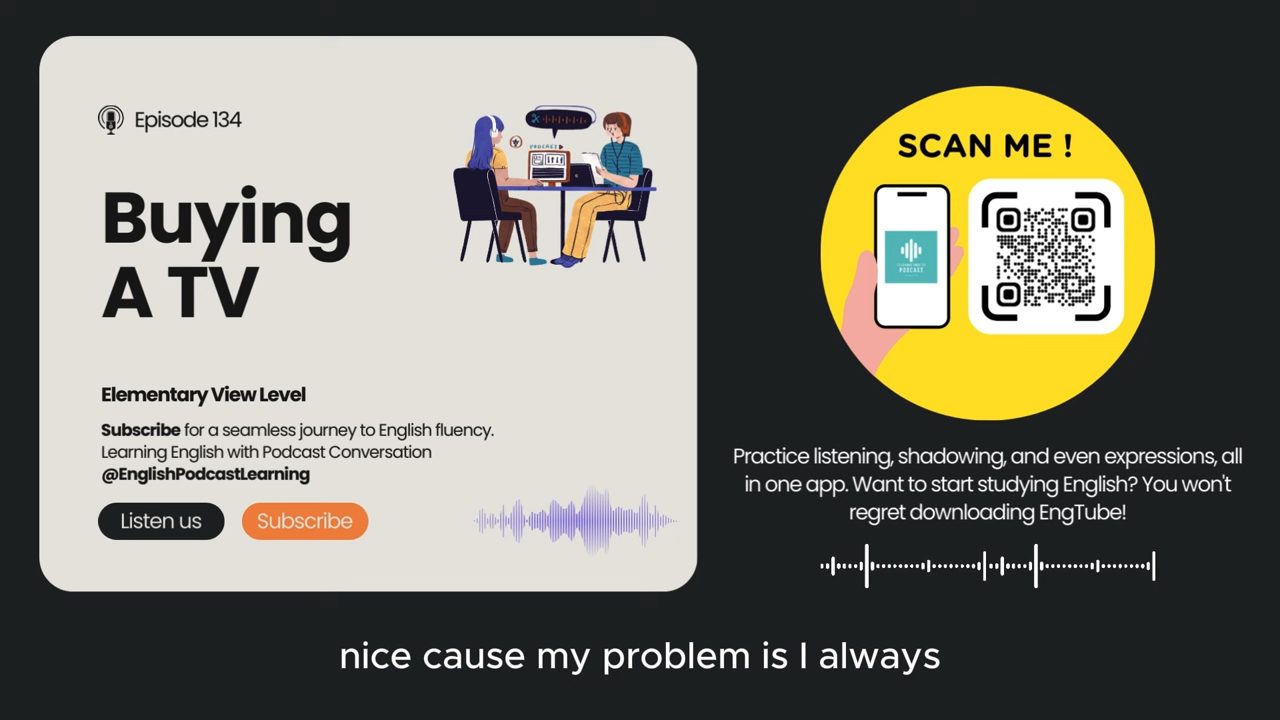 Episode 134
Buying
A TV
Elementary View Level
Subscribe for a seamless journey to English fluency.
Learning English with Podcast Conversation
@EnglishPodcastLearning
Listen us
Subscribe
PODCAST
SCAN ME !
PODCAST
Practice listening, shadowing, and even expressions, all
in one app. Want to start studying English? You won't
regret downloading EngTube!
nice cause my problem is I always